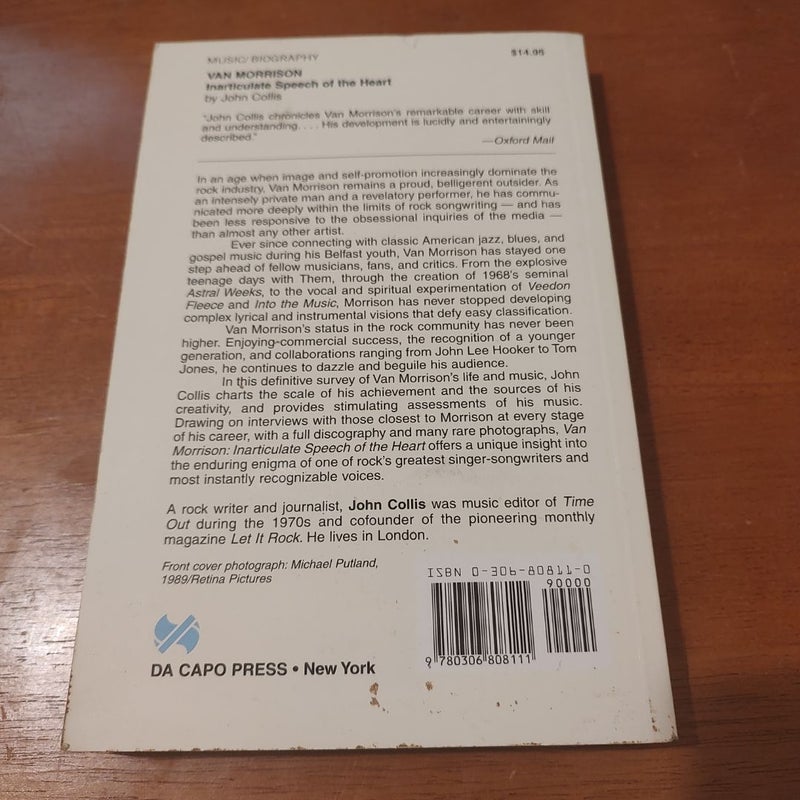 MUSIC/BIOGRAPHY
$14.95
VAN MORRISON
Inarticulate Speech of the Heart
by John Collis
"John Collis chronicles Van Morrison's remarkable career with skill
and understanding. . . . His development is lucidly and entertainingly
described."
—Oxford Mail
In an age when image and self-promotion increasingly dominate the
rock industry, Van Morrison remains a proud, belligerent outsider. As
an intensely private man and a revelatory performer, he has commu-
nicated more deeply within the limits of rock songwriting — and has
been less responsive to the obsessional inquiries of the media —
than almost any other artist.
Ever since connecting with classic American jazz, blues, and
gospel music during his Belfast youth, Van Morrison has stayed one
step ahead of fellow musicians, fans, and critics. From the explosive
teenage days with Them, through the creation of 1968's seminal
Astral Weeks, to the vocal and spiritual experimentation of Veedon
Fleece and Into the Music, Morrison has never stopped developing
complex lyrical and instrumental visions that defy easy classification.
Van Morrison's status in the rock community has never been
higher. Enjoying-commercial success, the recognition of a younger
generation, and collaborations ranging from John Lee Hooker to Tom
Jones, he continues to dazzle and beguile his audience.
In this definitive survey of Van Morrison's life and music, John
Collis charts the scale of his achievement and the sources of his
creativity, and provides stimulating assessments of his music.
Drawing on interviews with those closest to Morrison at every stage
of his career, with a full discography and many rare photographs, Van
Morrison: Inarticulate Speech of the Heart offers a unique insight into
the enduring enigma of one of rock's greatest singer-songwriters and
most instantly recognizable voices.
A rock writer and journalist, John Collis was music editor of Time
Out during the 1970s and cofounder of the pioneering monthly
magazine Let It Rock. He lives in London.
Front cover photograph: Michael Putland,
1989/Retina Pictures
ISBN 0-306-80811-0
90000
9 780306 808111
DA CAPO PRESS • New York